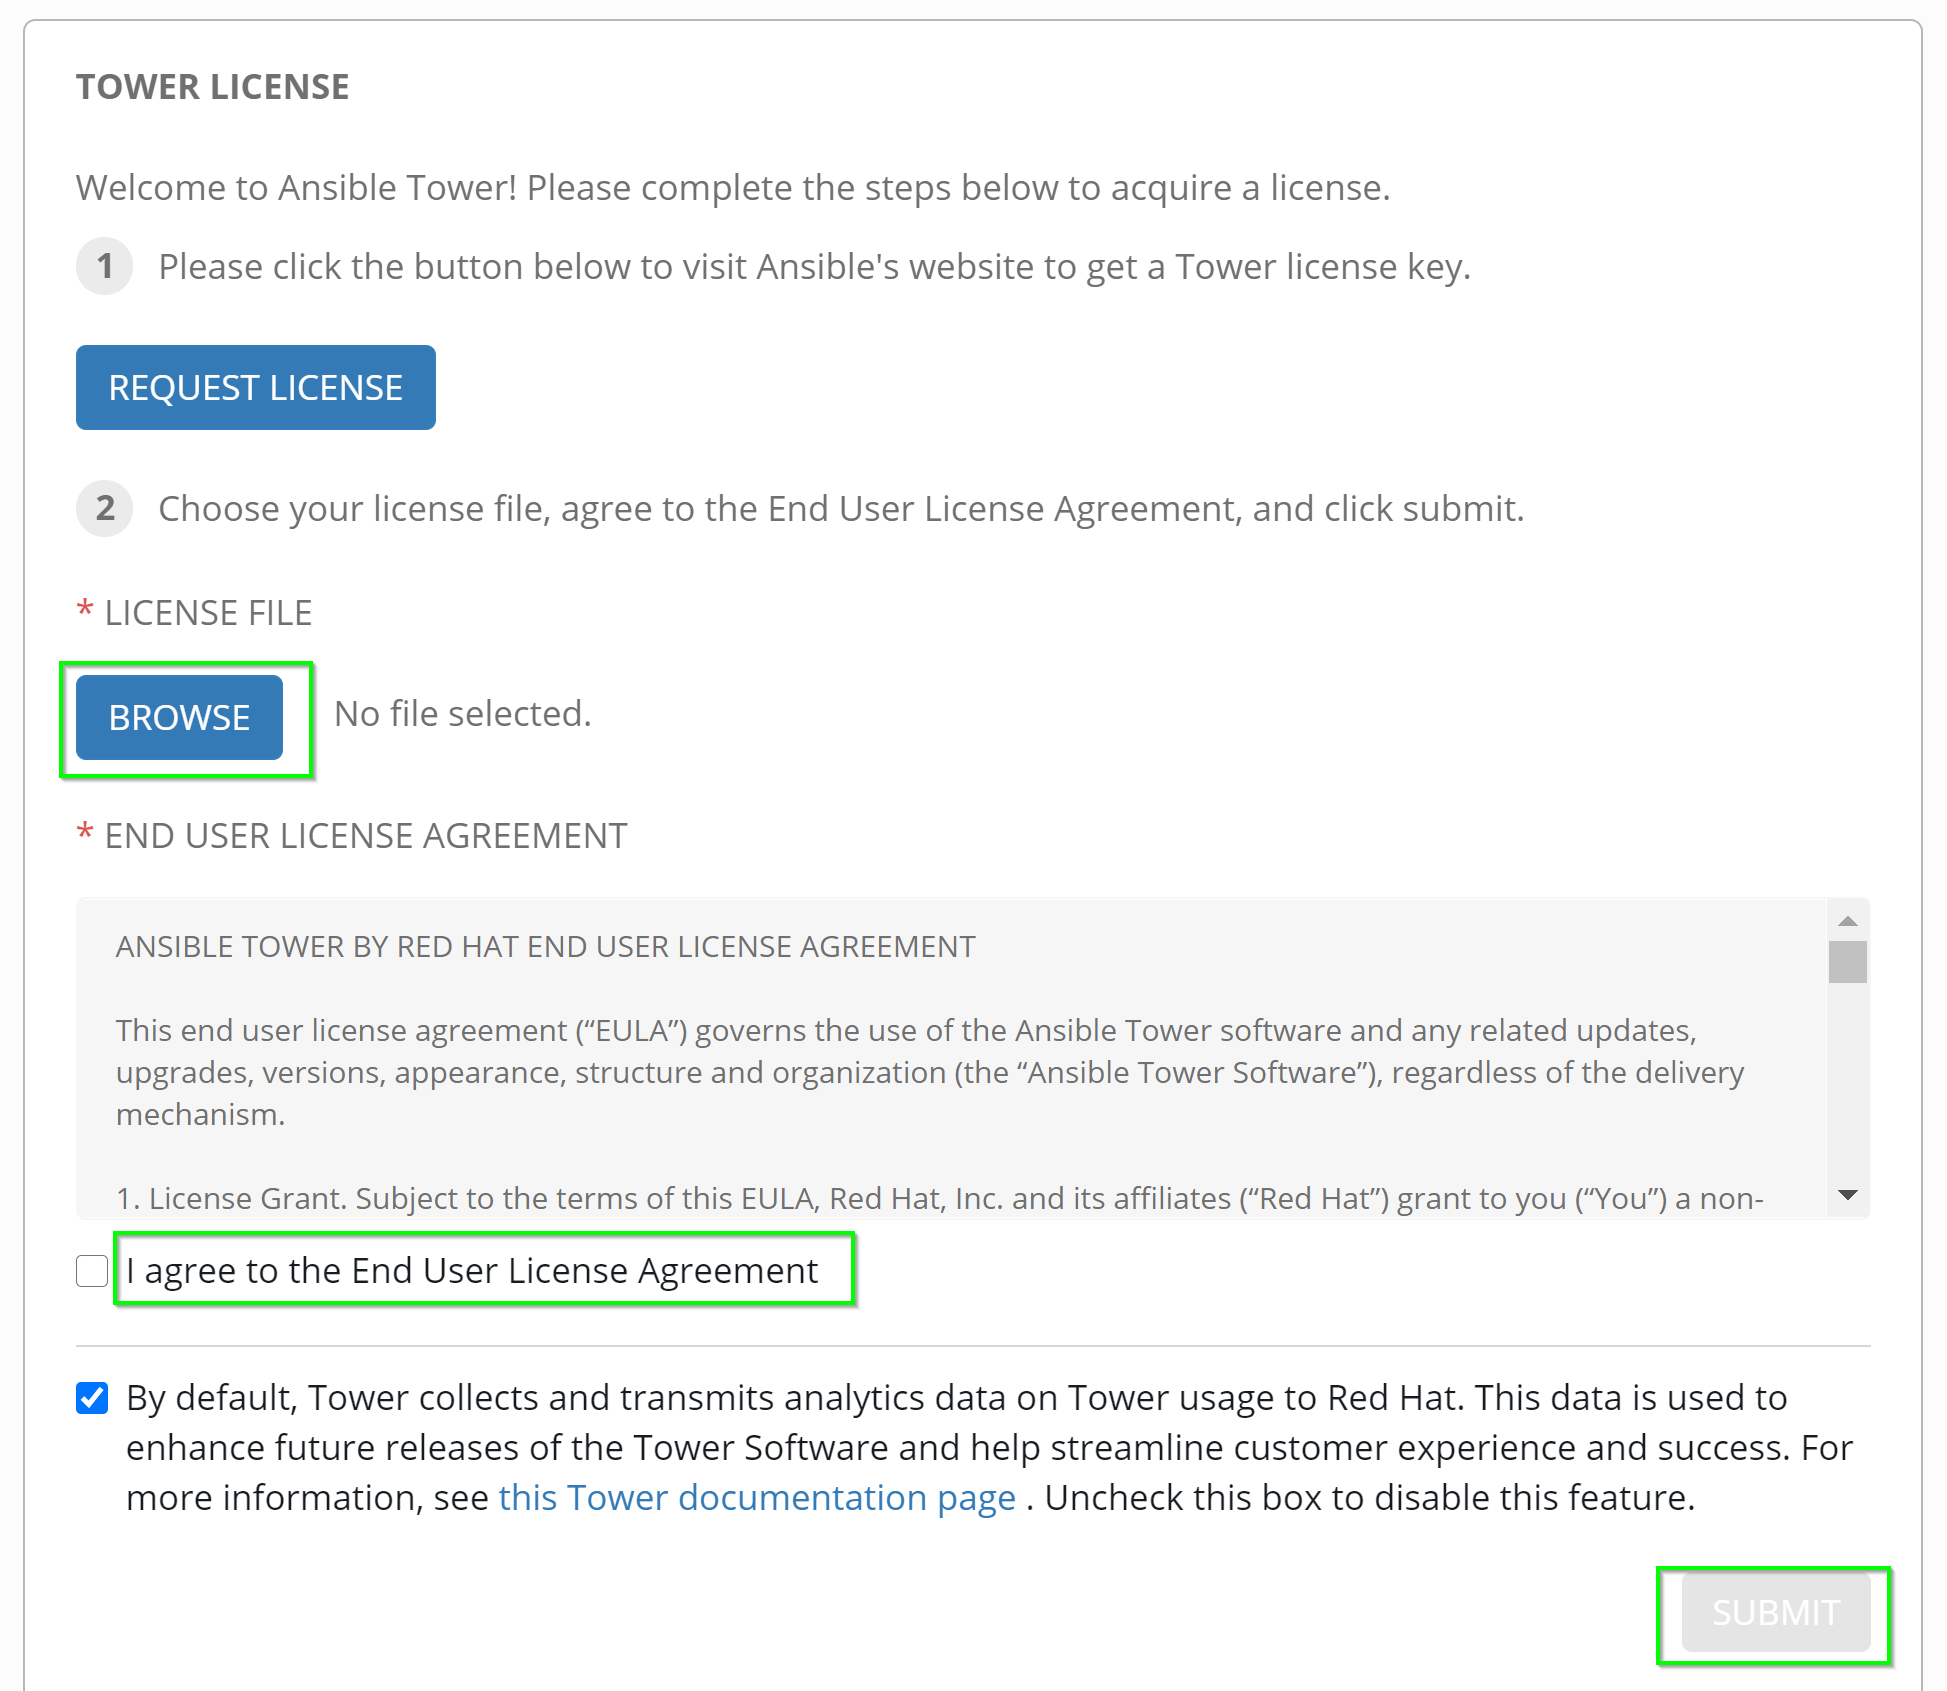 TOWER LICENSE
Welcome to Ansible Tower! Please complete the steps below to acquire a license.
1 Please click the button below to visit Ansible's website to get a Tower license key.
REQUEST LICENSE
2 Choose your license file, agree to the End User License Agreement, and click submit.
* LICENSE FILE
BROWSE No file selected.
* END USER LICENSE AGREEMENT
ANSIBLE TOWER BY RED HAT END USER LICENSE AGREEMENT
This end user license agreement (“EULA”) governs the use of the Ansible Tower software and any related updates,
upgrades, versions, appearance, structure and organization (the “Ansible Tower Software”), regardless of the delivery
mechanism.
1. License Grant. Subject to the terms of this EULA, Red Hat, Inc. and its affiliates (“Red Hat”) grant to you (“You”) a non-
I agree to the End User License Agreement
By default, Tower collects and transmits analytics data on Tower usage to Red Hat. This data is used to
enhance future releases of the Tower Software and help streamline customer experience and success. For
more information, see this Tower documentation page . Uncheck this box to disable this feature.
SUBMIT